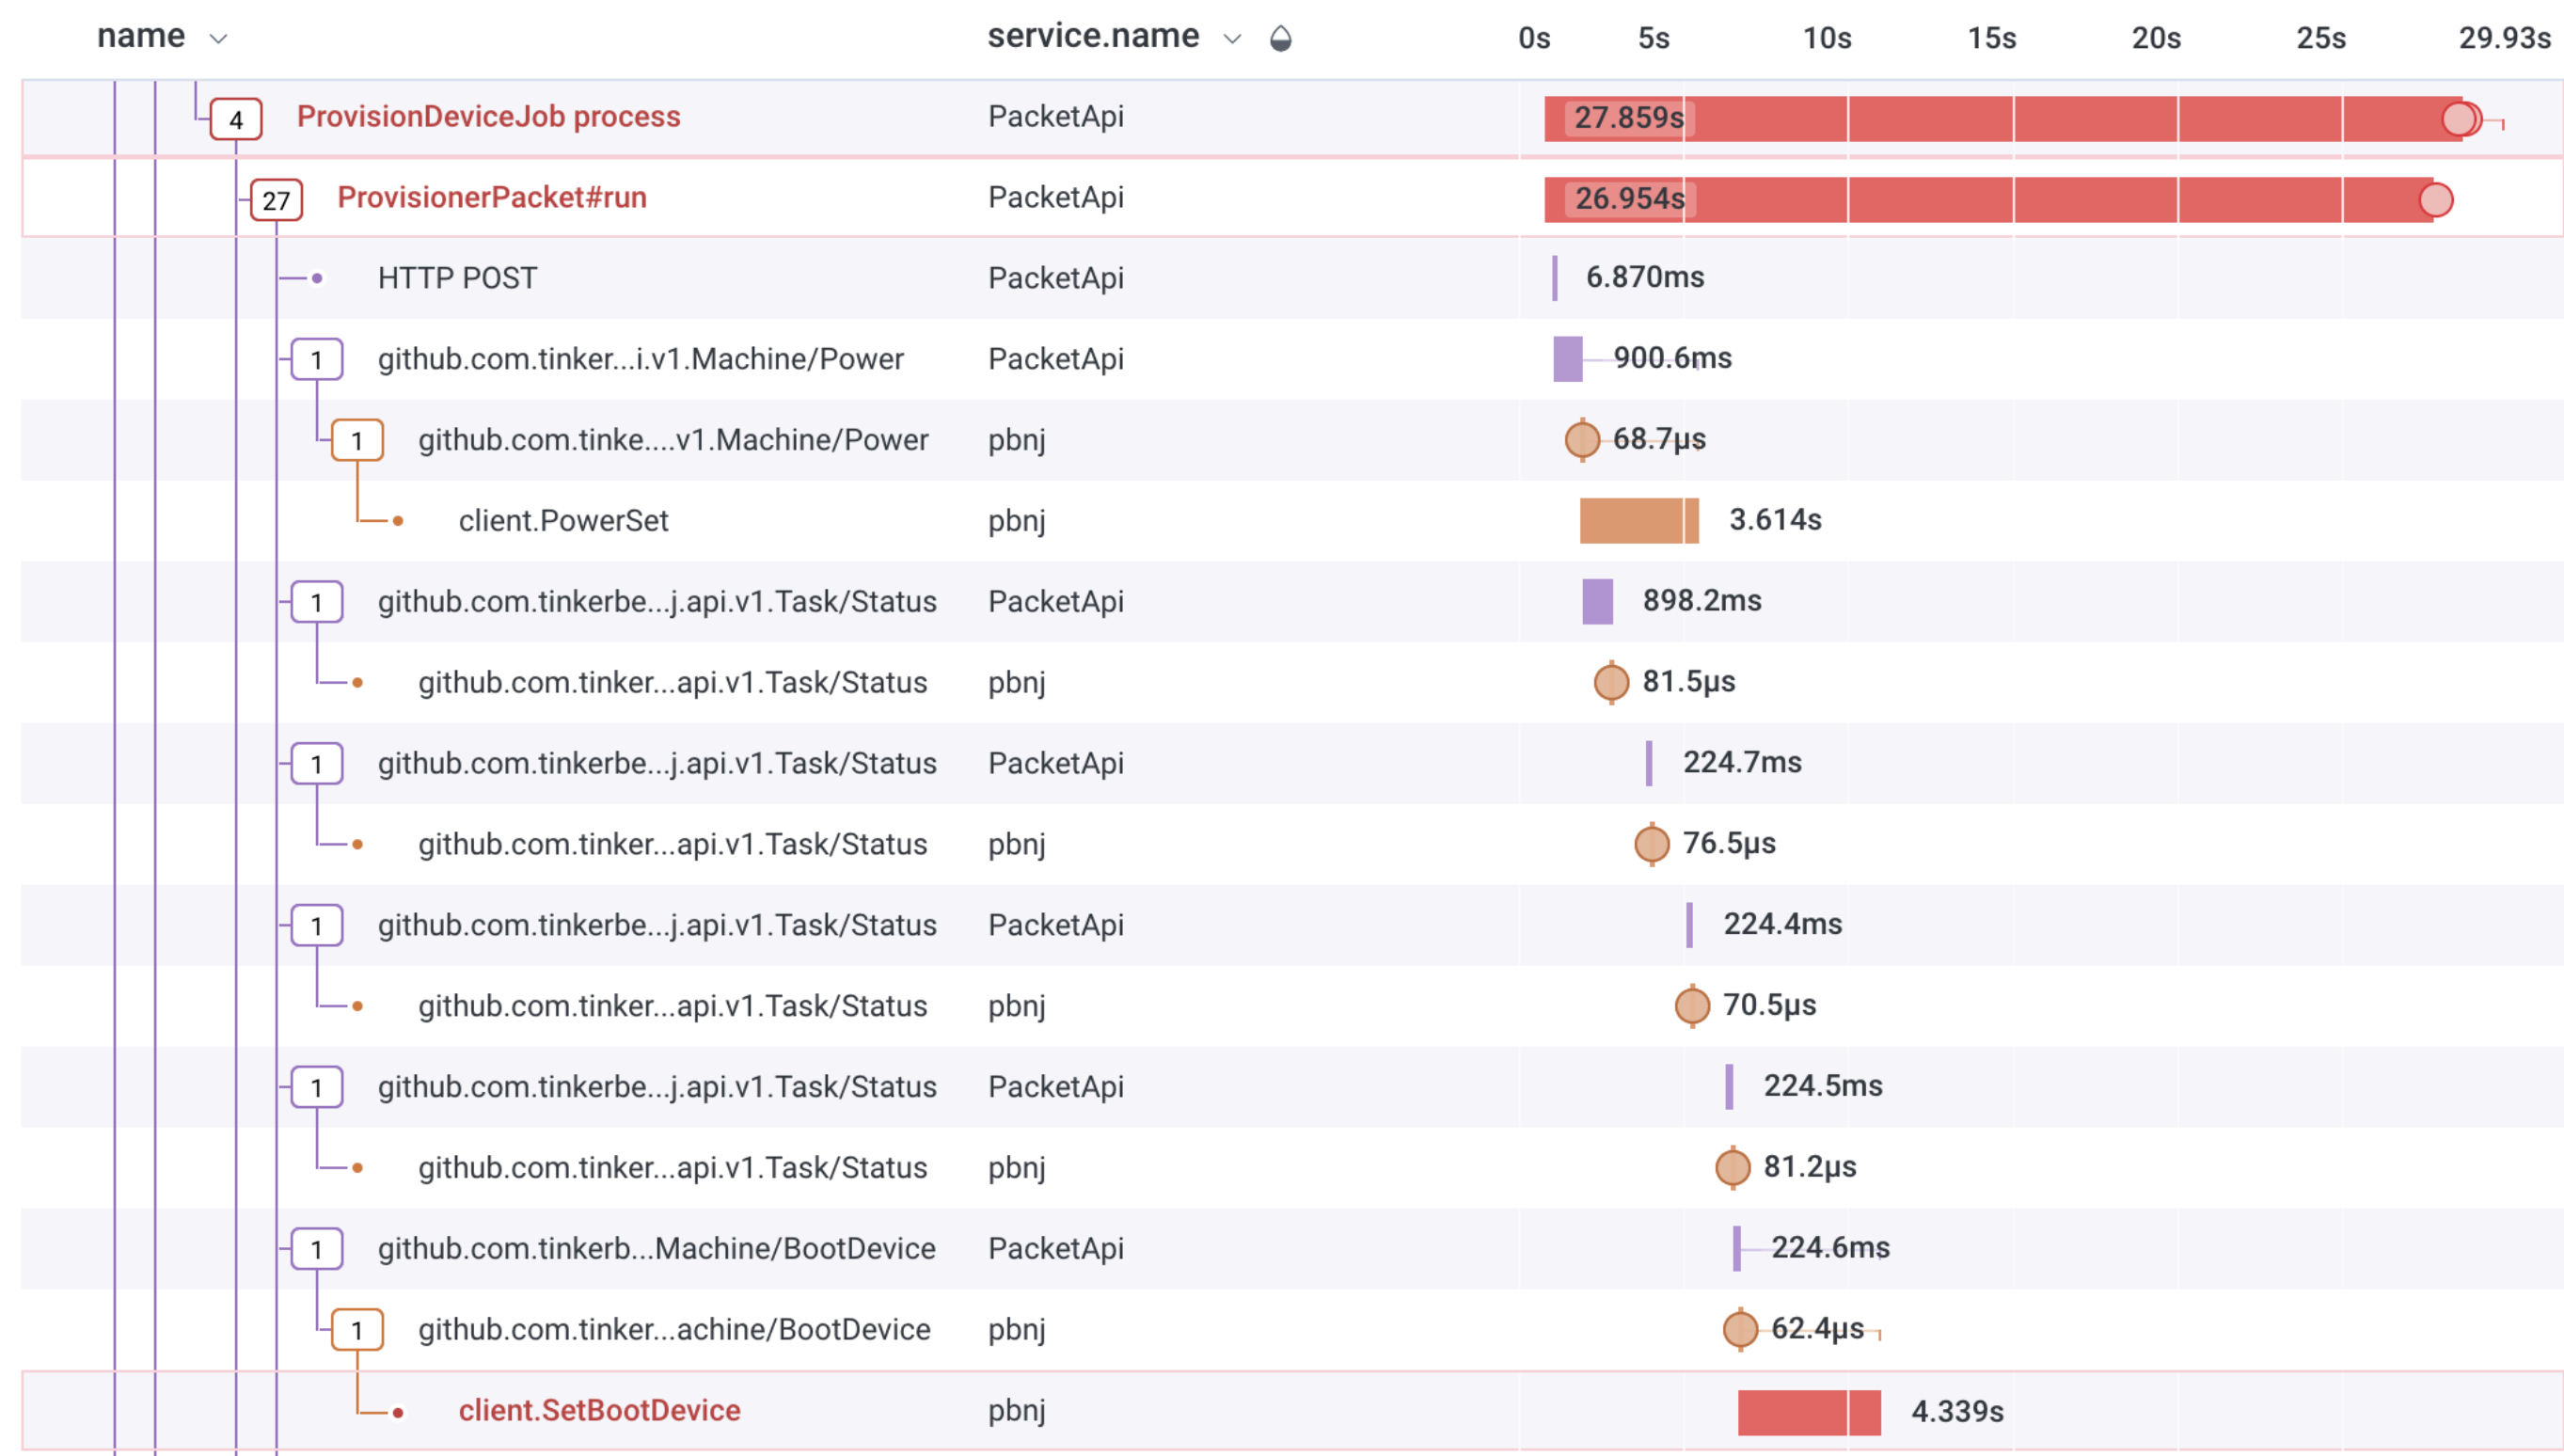 name service.name 0s 5s 10s 15s 20s 25s 29.93s
4 ProvisionDeviceJob process PacketApi 27.859s
27 ProvisionerPacket#run PacketApi 26.954s
HTTP POST PacketApi 6.870ms
1 github.com.tinker...i.v1.Machine/Power PacketApi 900.6ms
1 github.com.tinke....v1.Machine/Power pbnj 68.7µs
client.PowerSet pbnj 3.614s
1 github.com.tinkerbe...j.api.v1.Task/Status PacketApi 898.2ms
github.com.tinker...api.v1.Task/Status pbnj 81.5µs
1 github.com.tinkerbe...j.api.v1.Task/Status PacketApi 224.7ms
github.com.tinker...api.v1.Task/Status pbnj 76.5µs
1 github.com.tinkerbe...j.api.v1.Task/Status PacketApi 224.4ms
github.com.tinker...api.v1.Task/Status pbnj 70.5µs
1 github.com.tinkerbe...j.api.v1.Task/Status PacketApi 224.5ms
github.com.tinker...api.v1.Task/Status pbnj 81.2µs
1 github.com.tinkerb...Machine/BootDevice PacketApi 224.6ms
1 github.com.tinker...achine/BootDevice pbnj 62.4µs
client.SetBootDevice pbnj 4.339s